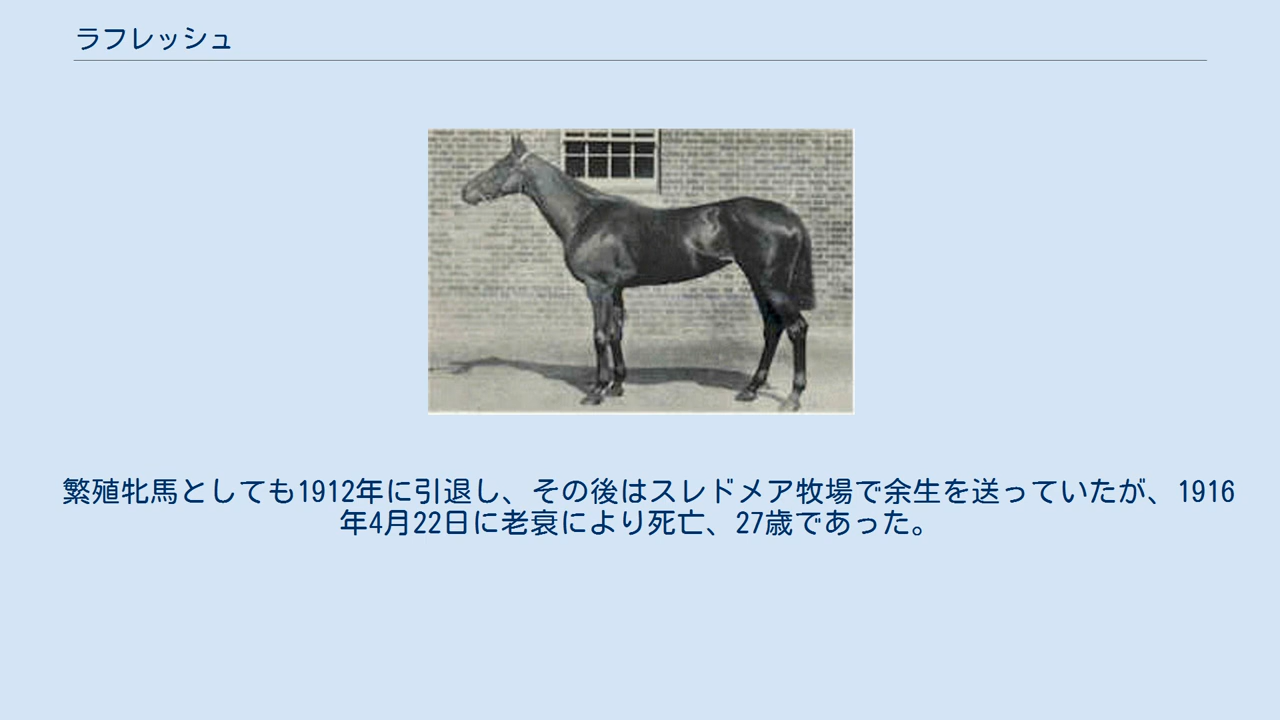 ラフレッシュ
繁殖牝馬としても1912年に引退し、その後はスレドメア牧場で余生を送っていたが、1916
年4月22日に老衰により死亡、27歳であった。